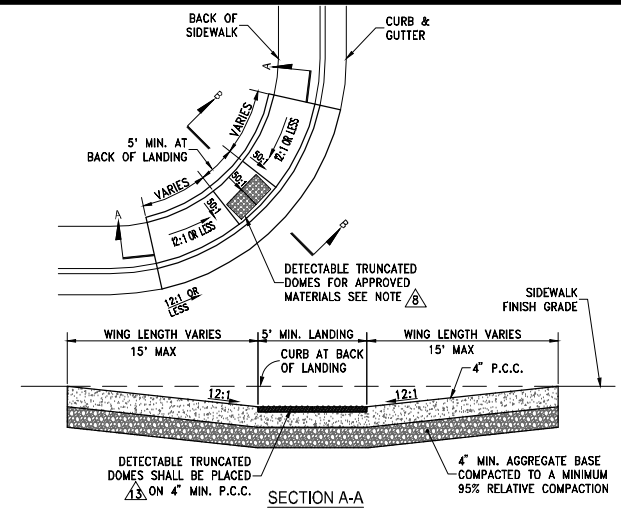 BACK OF
SIDEWALK
CURB &
GUTTER
A
B
VARIES
5' MIN. AT
BACK OF LANDING
50:1
12:1 OR LESS
50:1
VARIES
A
50:1
12:1 OR LESS
B
12:1 OR
LESS
DETECTABLE TRUNCATED
DOMES FOR APPROVED
MATERIALS SEE NOTE 8
SIDEWALK
FINISH GRADE
WING LENGTH VARIES
15' MAX
5' MIN. LANDING
WING LENGTH VARIES
15' MAX
CURB AT BACK
OF LANDING
4" P.C.C.
12:1
12:1
DETECTABLE TRUNCATED
DOMES SHALL BE PLACED
13 ON 4" MIN. P.C.C.
4" MIN. AGGREGATE BASE
COMPACTED TO A MINIMUM
95% RELATIVE COMPACTION
SECTION A-A